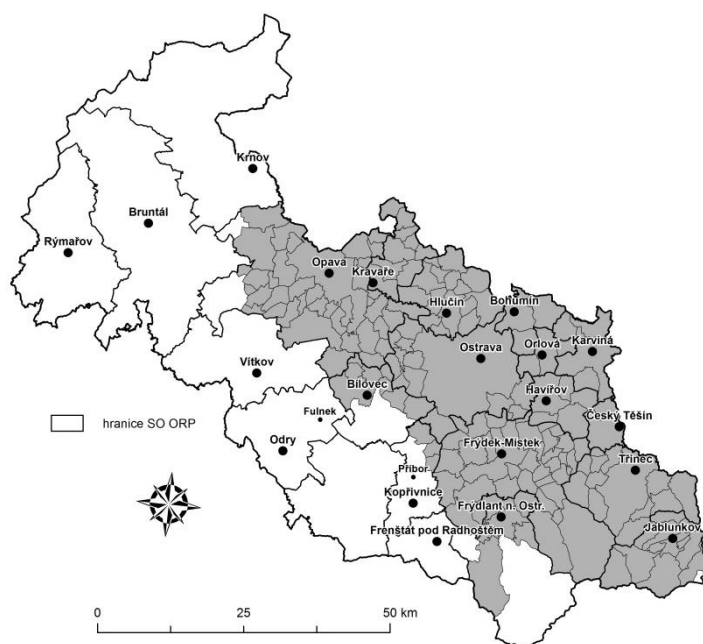 Krnov
Bruntál
Rýmařov
Opava
Kravaře
Hlučín
Bohumín
Ostrava
Orlová
Karviná
Vítkov
Bílovec
Havířov
Fulnek
Český Těšín
hranice SO ORP
Odry
Frýdek-Místek
Třinec
Příbor
Kopřivnice
Frýdlant n. Ostr.
Frenštát pod Radhoštěm
Jablunkov
0 25 50 km